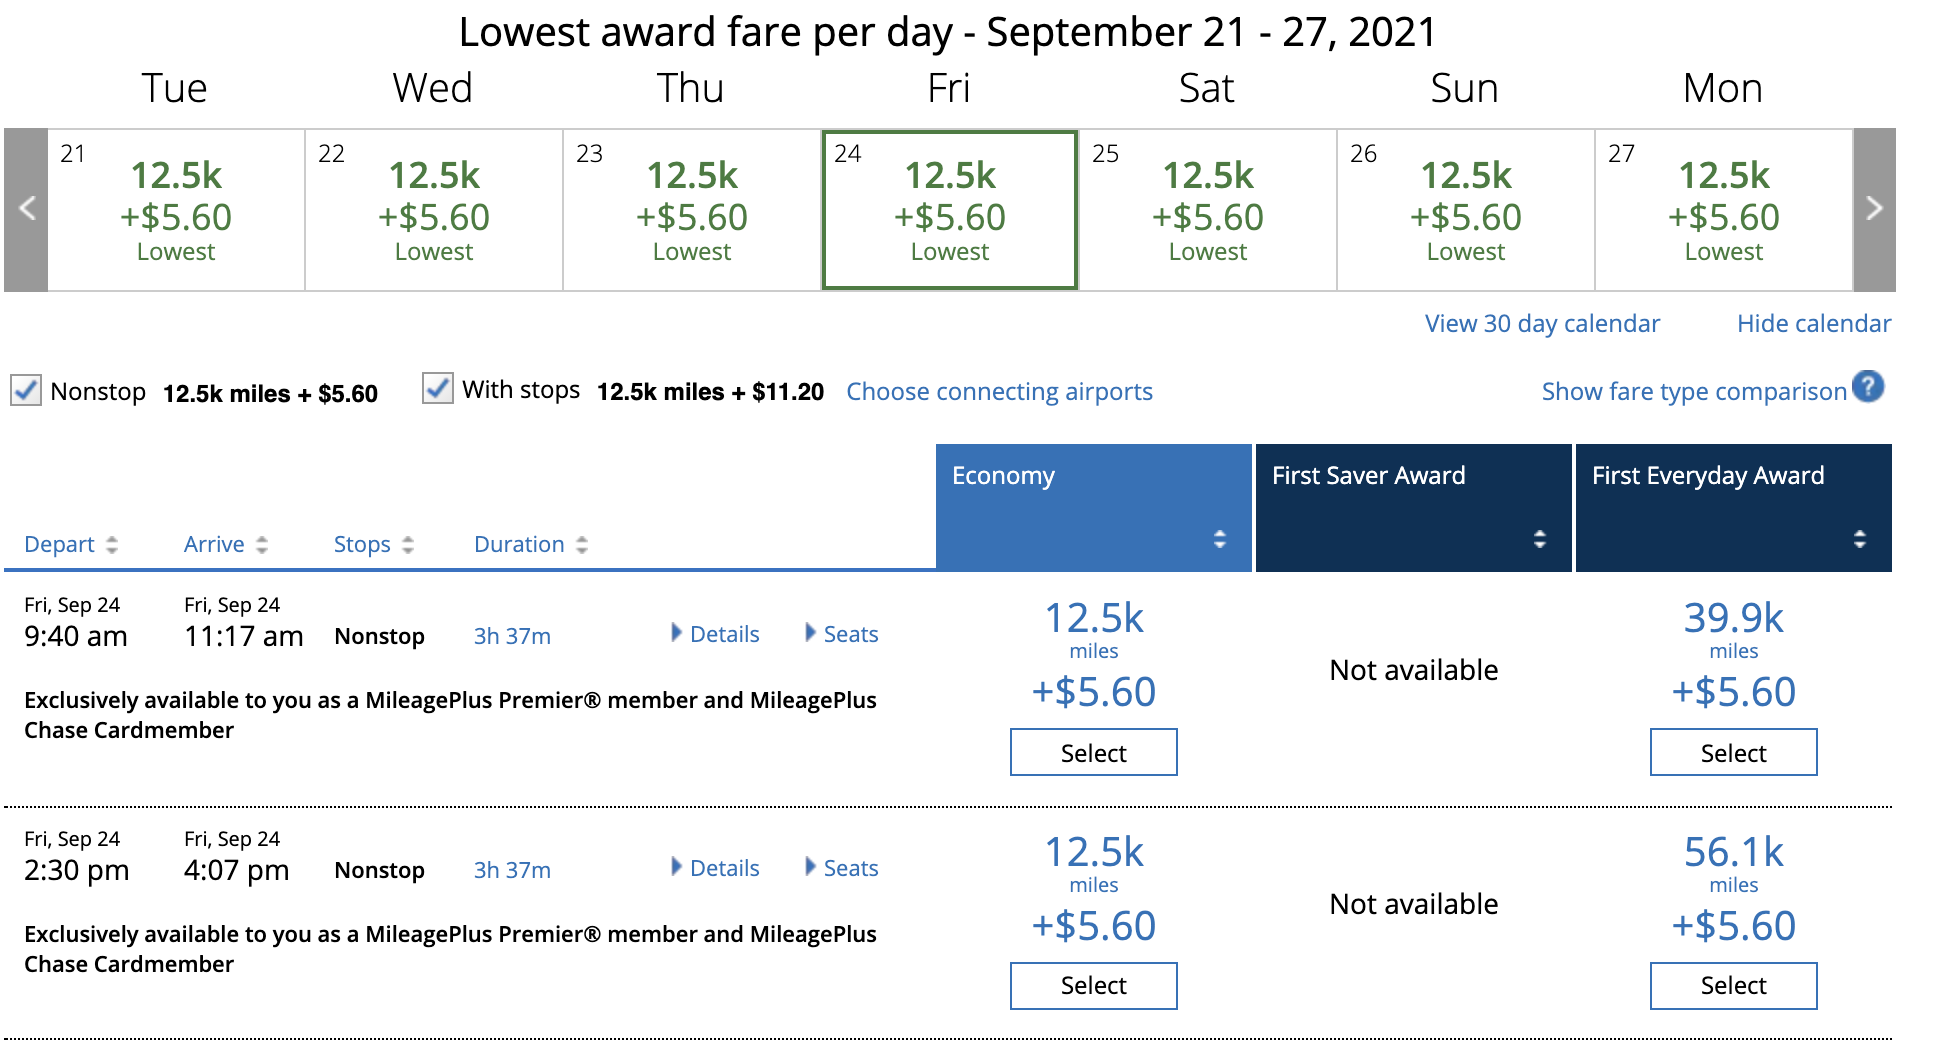 Lowest award fare per day - September 21 - 27, 2021
Tue Wed Thu Fri Sat Sun Mon
21 22 23 24 25 26 27
12.5k 12.5k 12.5k 12.5k 12.5k 12.5k 12.5k
+$5.60 +$5.60 +$5.60 +$5.60 +$5.60 +$5.60 +$5.60
Lowest Lowest Lowest Lowest Lowest Lowest Lowest
View 30 day calendar Hide calendar
Nonstop 12.5k miles + $5.60 With stops 12.5k miles + $11.20 Choose connecting airports Show fare type comparison ?
Economy First Saver Award First Everyday Award
Depart Arrive Stops Duration
Fri, Sep 24 Fri, Sep 24
9:40 am 11:17 am Nonstop 3h 37m Details Seats
12.5k 39.9k
miles miles
Not available
+$5.60 +$5.60
Exclusively available to you as a MileagePlus Premier® member and MileagePlus
Chase Cardmember
Select Select
Fri, Sep 24 Fri, Sep 24
2:30 pm 4:07 pm Nonstop 3h 37m Details Seats
12.5k 56.1k
miles miles
Not available
+$5.60 +$5.60
Exclusively available to you as a MileagePlus Premier® member and MileagePlus
Chase Cardmember
Select Select